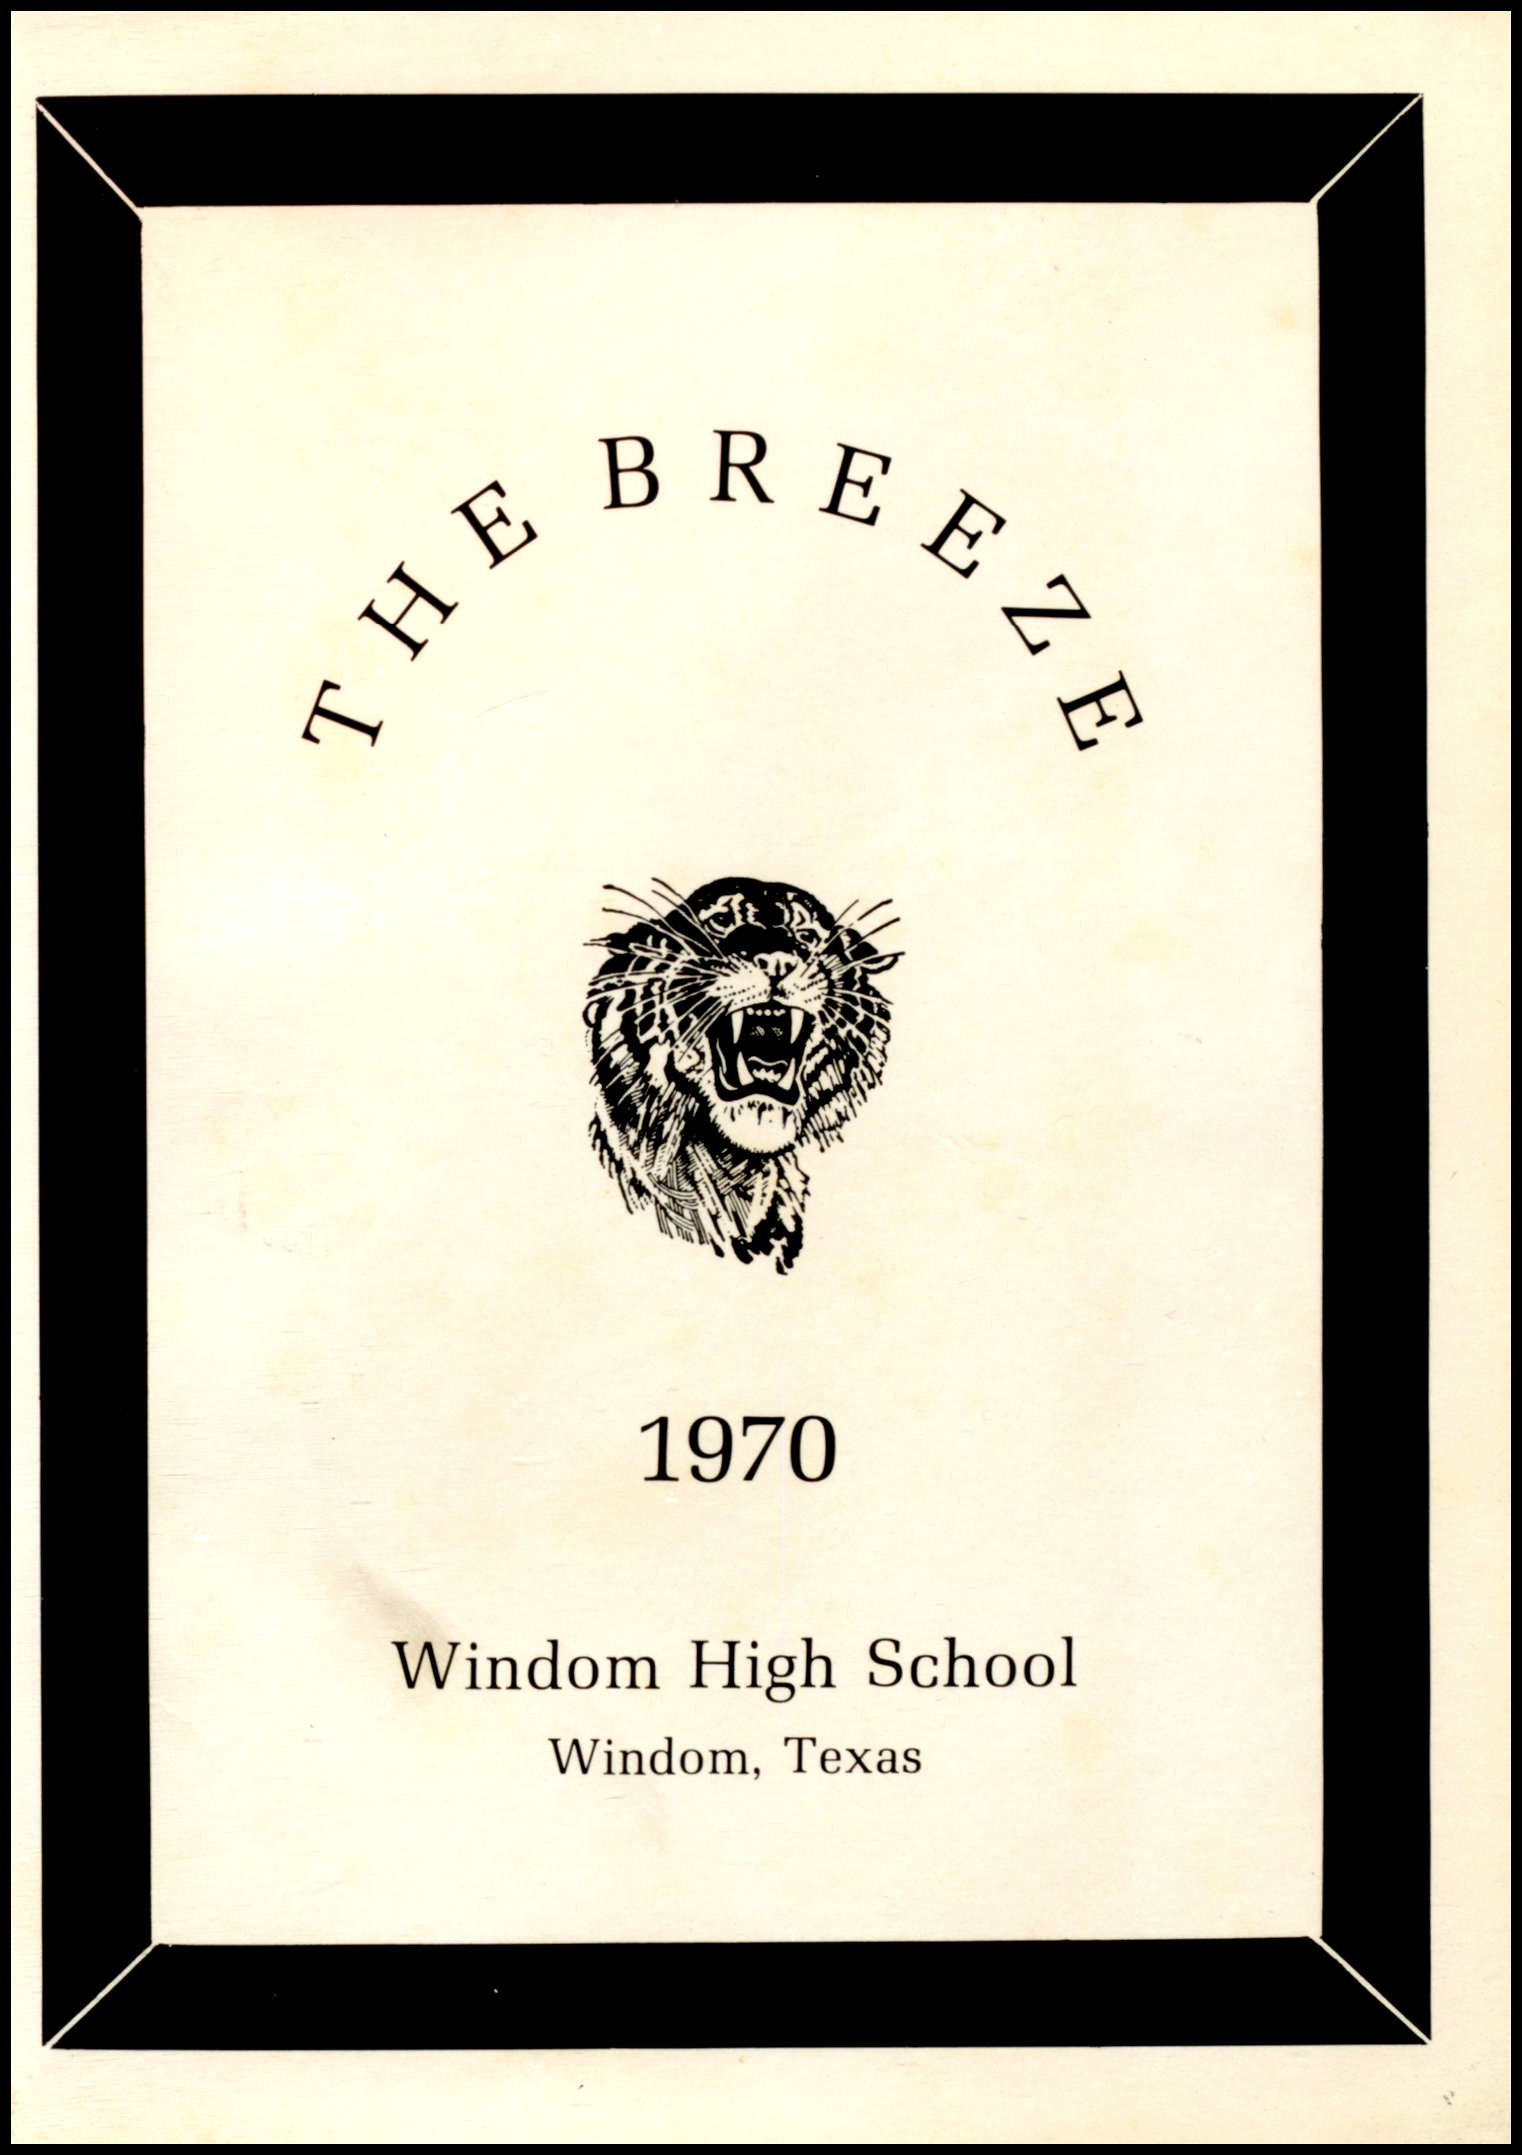 THE BREEZE
1970
Windom High School
Windom, Texas